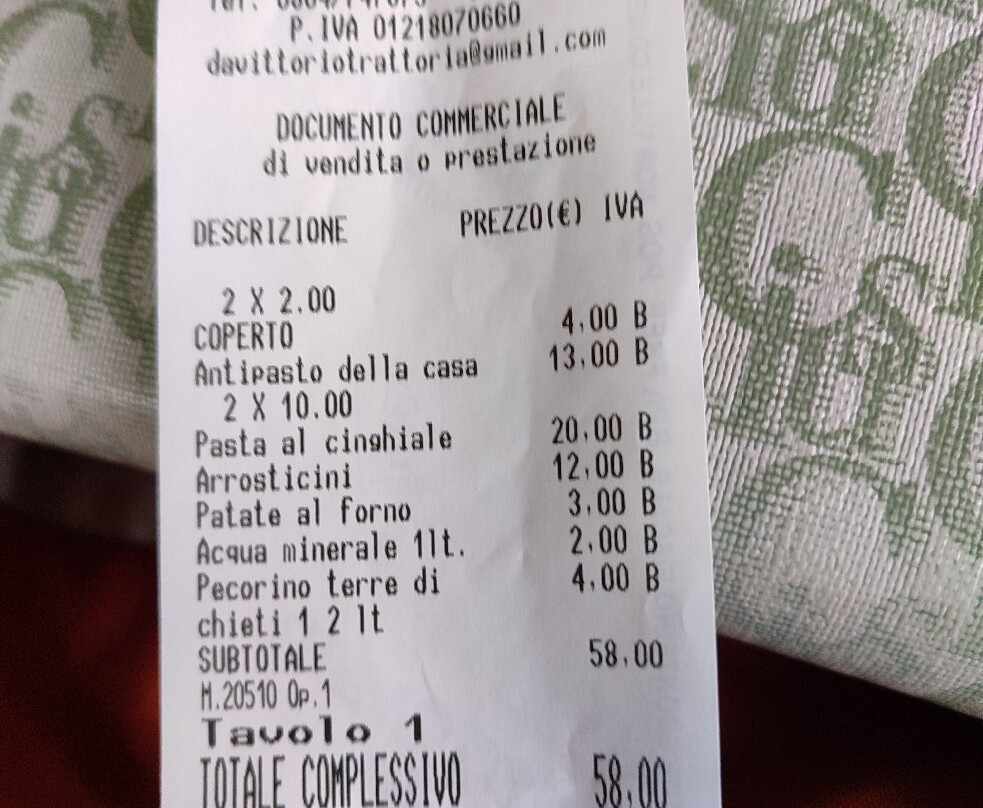 P.IVA 01218070660
davittoriotrattoria@gmail.com
DOCUMENTO COMMERCIALE
di vendita o prestazione
DESCRIZIONE PREZZO(€) IVA
2 X 2.00
COPERTO 4,00 B
Antipasto della casa 13,00 B
2 X 10.00
Pasta al cinghiale 20,00 B
Arrosticini 12,00 B
Patate al forno 3,00 B
Acqua minerale 1lt. 2,00 B
Pecorino terre di 4,00 B
chieti 1 2 lt
SUBTOTALE 58,00
M.20510 Op.1
Tavolo 1
TOTALE COMPLESSIVO 58,00